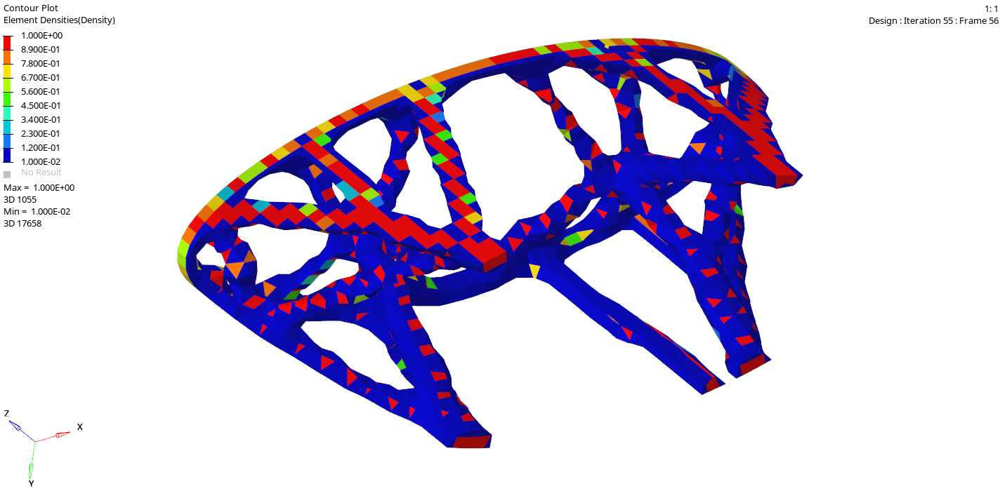 Contour Plot
Element Densities(Density)
1.000E+00
8.900E-01
7.800E-01
6.700E-01
5.600E-01
4.500E-01
3.400E-01
2.300E-01
1.200E-01
1.000E-02
No Result
Max = 1.000E+00
3D 1055
Min = 1.000E-02
3D 17658
1: 1
Design : Iteration 55 : Frame 56
Z
X
Y